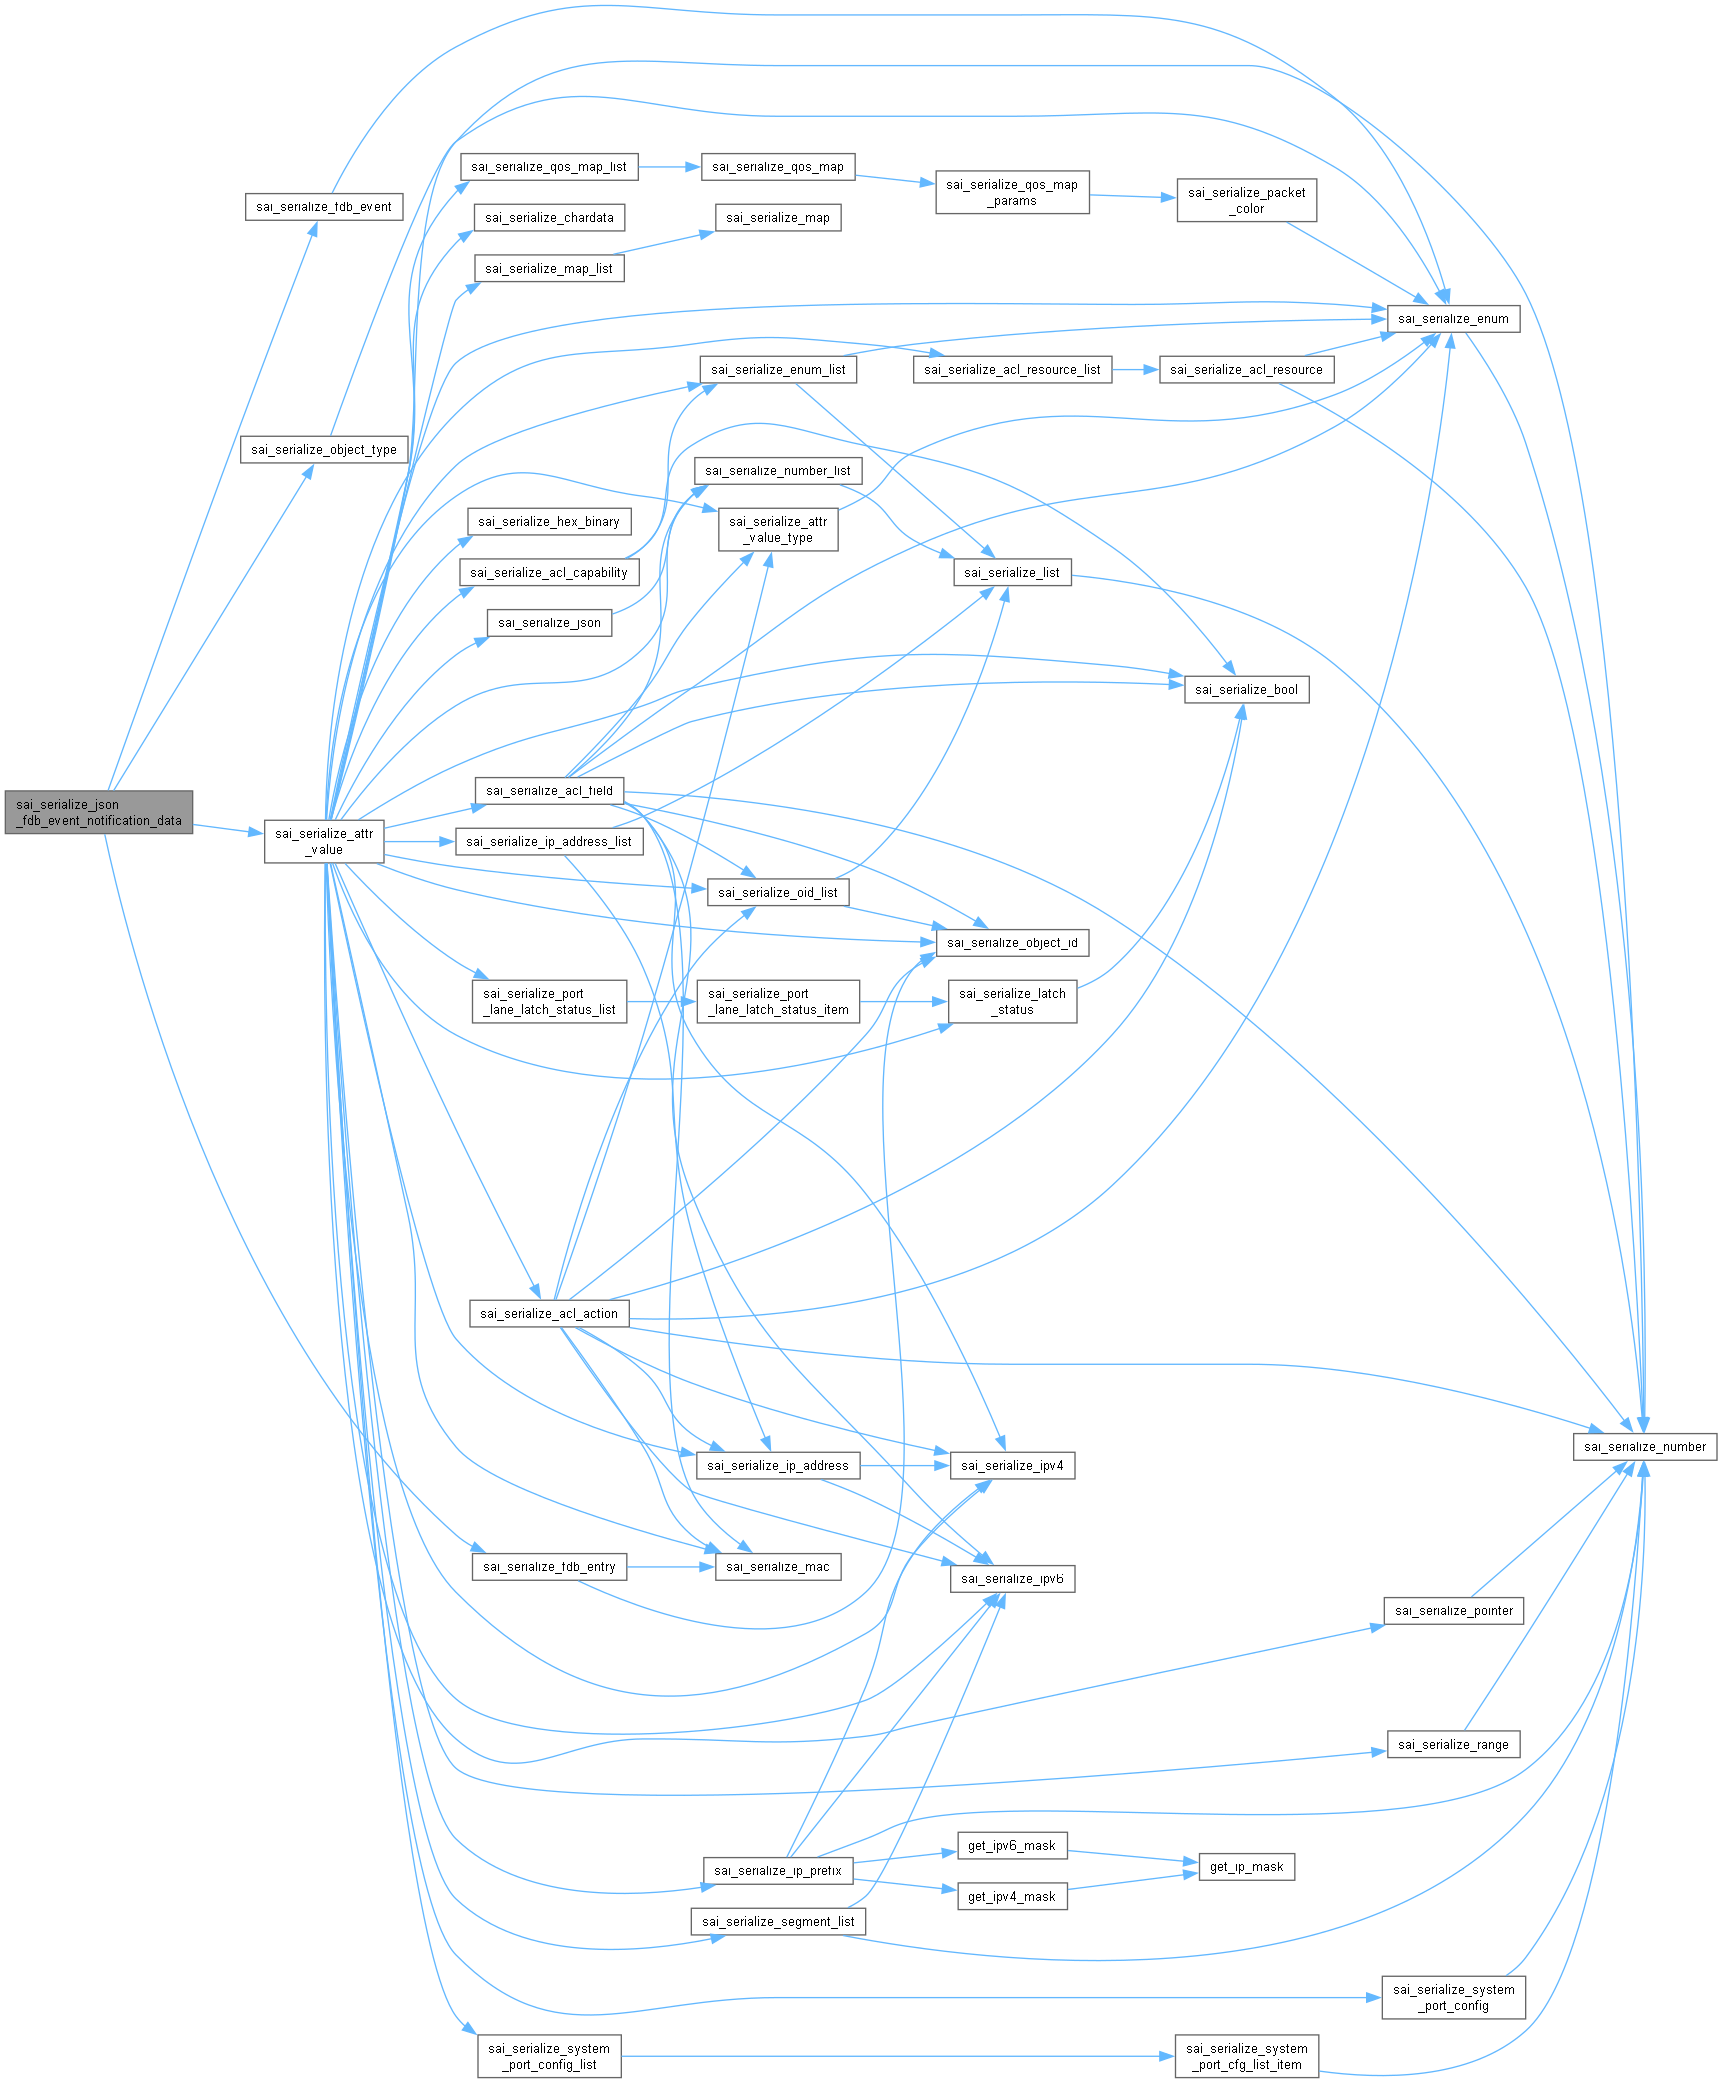 sai_serialize_json
_fdb_event_notification_data
sai_serialize_fdb_event
sai_serialize_object_type
sai_serialize_attr
_value
sai_serialize_qos_map_list
sai_serialize_chardata
sai_serialize_map_list
sai_serialize_hex_binary
sai_serialize_acl_capability
sai_serialize_json
sai_serialize_acl_field
sai_serialize_ip_address_list
sai_serialize_port
_lane_latch_status_list
sai_serialize_acl_action
sai_serialize_fdb_entry
sai_serialize_system
_port_config_list
sai_serialize_qos_map
sai_serialize_map
sai_serialize_enum_list
sai_serialize_number_list
sai_serialize_attr
_value_type
sai_serialize_oid_list
sai_serialize_port
_lane_latch_status_item
sai_serialize_ip_address
sai_serialize_mac
sai_serialize_ip_prefix
sai_serialize_segment_list
sai_serialize_qos_map
_params
sai_serialize_acl_resource_list
sai_serialize_list
sai_serialize_object_id
sai_serialize_latch
_status
sai_serialize_ipv4
sai_serialize_ipv6
get_ipv6_mask
get_ipv4_mask
sai_serialize_packet
_color
sai_serialize_acl_resource
sai_serialize_bool
get_ip_mask
sai_serialize_system
_port_cfg_list_item
sai_serialize_enum
sai_serialize_pointer
sai_serialize_range
sai_serialize_system
_port_config
sai_serialize_number